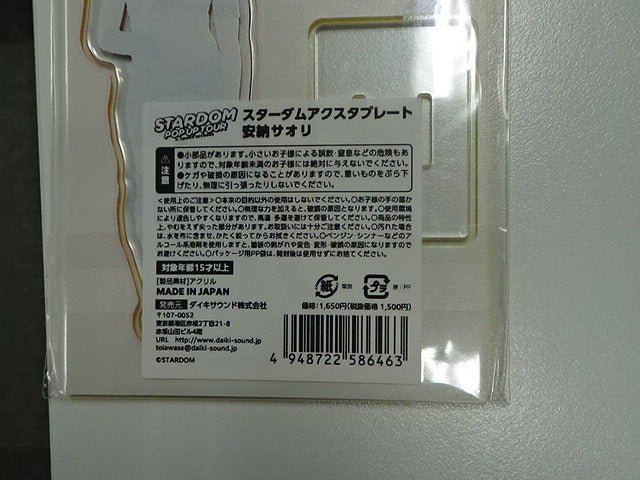 STARDOM
POP UP TOUR
スターダムアクスタプレート
安納サオリ
注意
●小部品があります。小さいお子様による誤飲・窒息などの危険もあ
りますので、対象年齢未満のお子様には絶対に与えないでください。
●ケガや破損の原因になることがありますので、重いものをぶら下
げたり、無理に引っ張ったりしないでください。
<使用上のご注意>○本来の目的以外の使用はしないでください。○お子様の手の届か
ない所に保管してください。○無理な力を加えると、破損の原因となります。○使用環境
により退色しやすくなりますので、高温・多湿を避けて保管してください。○商品の特性
上、やむをえず尖った部分があります。お取扱いには十分ご注意ください。○汚れた場合
は、水を布に含ませ、かたく絞ってからお拭きください。○ベンジン・シンナーなどのア
ルコール系溶剤を使用しますと、塗装の剥がれや変色・変形・破損の原因になりますので
お避けください。○パッケージ用PP袋は、開封後は使用せずにお捨てください。
対象年齢15才以上
[製品素材]アクリル
MADE IN JAPAN
紙 プラ 袋:PP
発売元 ダイキサウンド株式会社
価格:1,650円(税抜価格 1,500円)
〒107-0052
東京都港区赤坂2丁目21-8
赤坂山田ビル4階
URL http://www.daiki-sound.jp
toiawase@daiki-sound.jp
©STARDOM
4 948722 586463